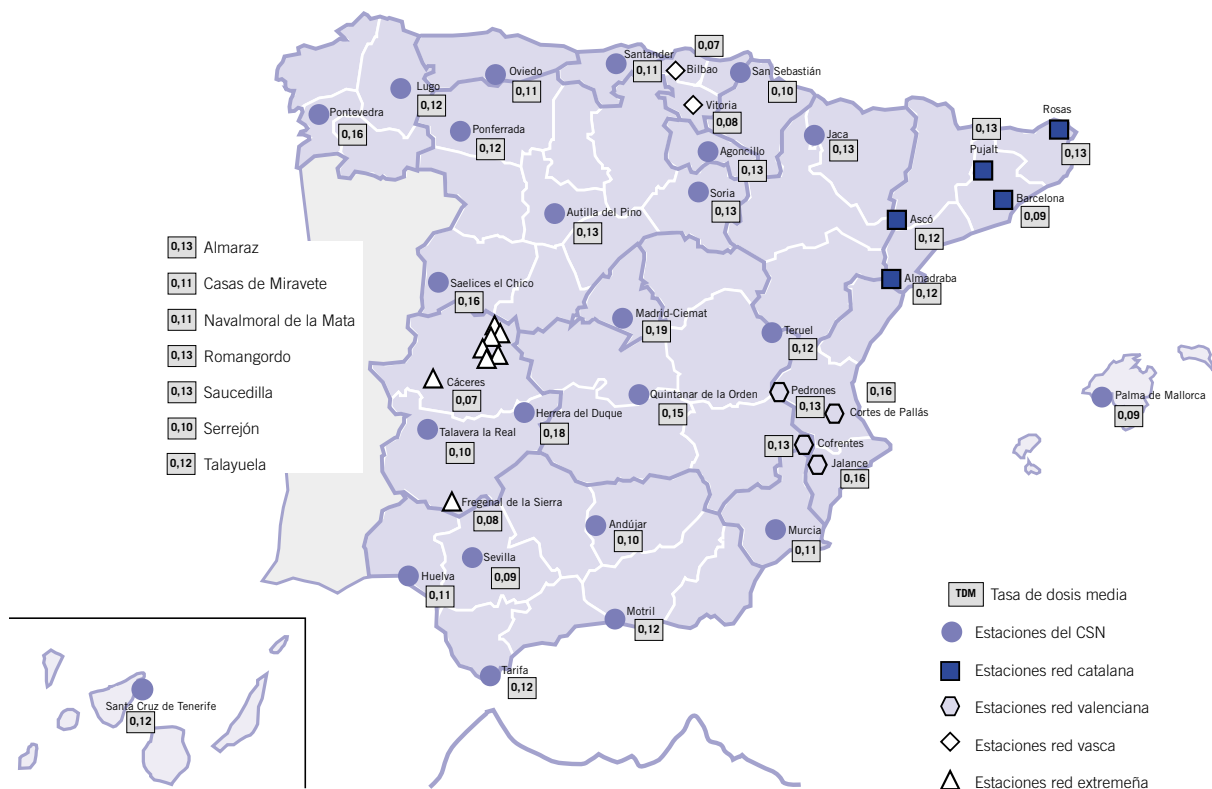 0,07
Santander
0,11
Bilbao
San Sebastián
0,10
Oviedo
0,11
Lugo
0,12
Vitoria
0,08
Pontevedra
0,16
Ponferrada
0,12
Agoncillo
0,13
Jaca
0,13
Rosas
0,13
0,13
Pujalt
Soria
0,13
Barcelona
0,09
Autilla del Pino
0,13
Ascó
0,12
Almadraba
0,12
0,13 Almaraz
0,11 Casas de Miravete
0,11 Navalmoral de la Mata
0,13 Romangordo
0,13 Saucedilla
0,10 Serrejón
0,12 Talayuela
Saelices el Chico
0,16
Madrid-Ciemat
0,19
Teruel
0,12
Cáceres
0,07
Quintanar de la Orden
0,15
Pedrones
0,13
0,16
Cortes de Pallás
Palma de Mallorca
0,09
Herrera del Duque
0,18
Talavera la Real
0,10
0,13
Cofrentes
Jalance
0,16
Fregenal de la Sierra
0,08
Andújar
0,10
Murcia
0,11
Sevilla
0,09
Huelva
0,11
Motril
0,12
Tarifa
0,12
Santa Cruz de Tenerife
0,12
TDM Tasa de dosis media
Estaciones del CSN
Estaciones red catalana
Estaciones red valenciana
Estaciones red vasca
Estaciones red extremeña